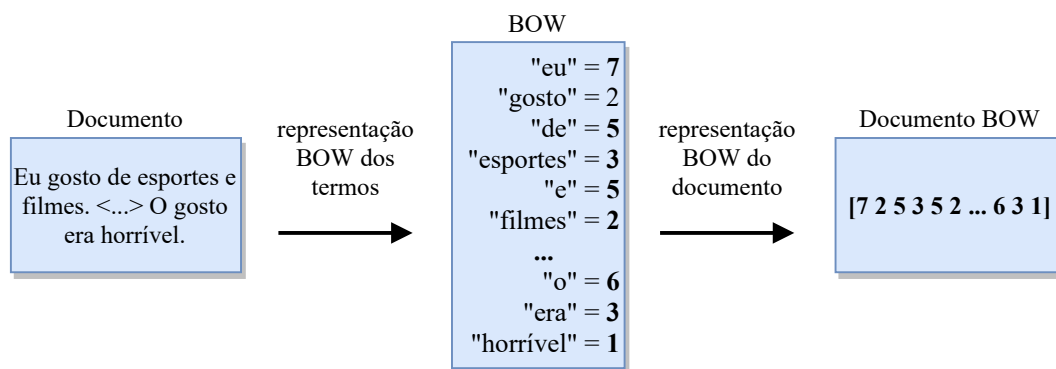 BOW
"eu" = 7
"gosto" = 2
"de" = 5
"esportes" = 3
"e" = 5
"filmes" = 2
...
"o" = 6
"era" = 3
"horrível" = 1
Documento
Eu gosto de esportes e
filmes. <...> O gosto
era horrível.
representação
BOW dos
termos
representação
BOW do
documento
Documento BOW
[7 2 5 3 5 2 ... 6 3 1]